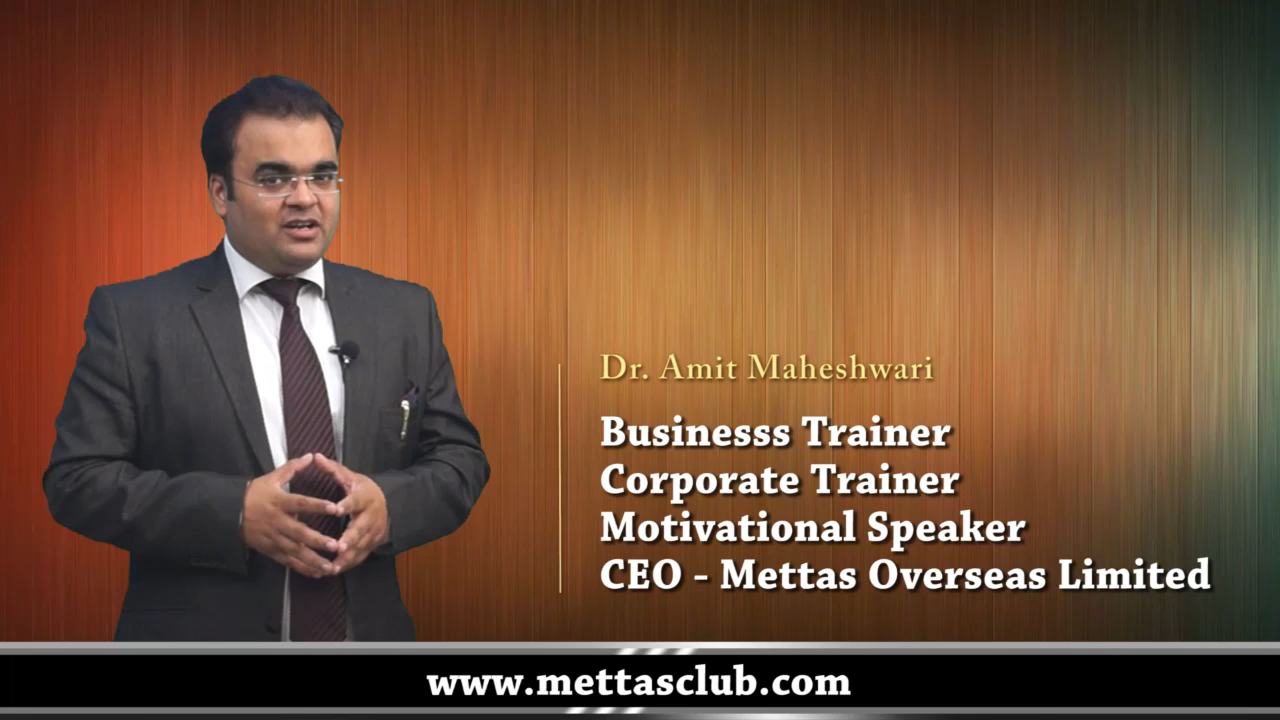 Dr. Amit Maheshwari
Businesss Trainer
Corporate Trainer
Motivational Speaker
CEO - Mettas Overseas Limited
www.mettasclub.com